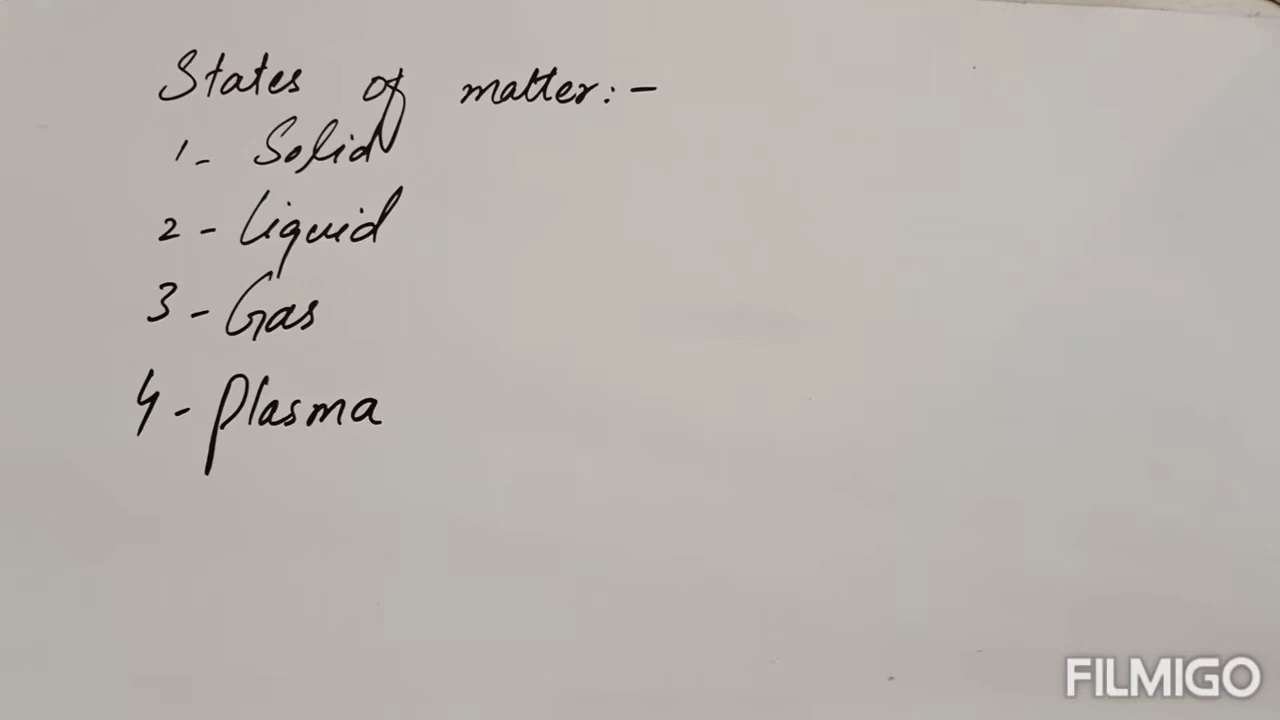 States of matter:-
1- Solid
2- Liquid
3- Gas
4- Plasma
FILMIGO